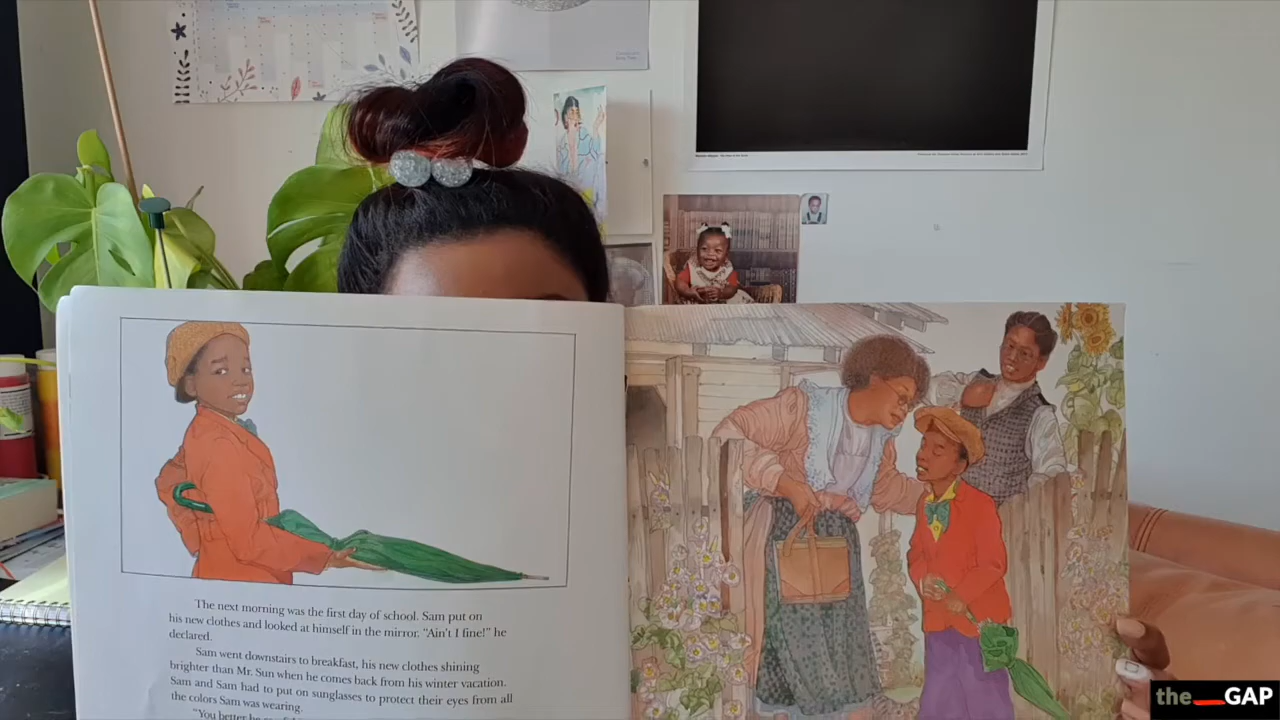 The next morning was the first day of school. Sam put on
his new clothes and looked at himself in the mirror. "Ain't I fine!" he
declared.
Sam went downstairs to breakfast, his new clothes shining
brighter than Mr. Sun when he comes back from his winter vacation.
Sam and Sam had to put on sunglasses to protect their eyes from all
the colors Sam was wearing.
"You better be
the GAP